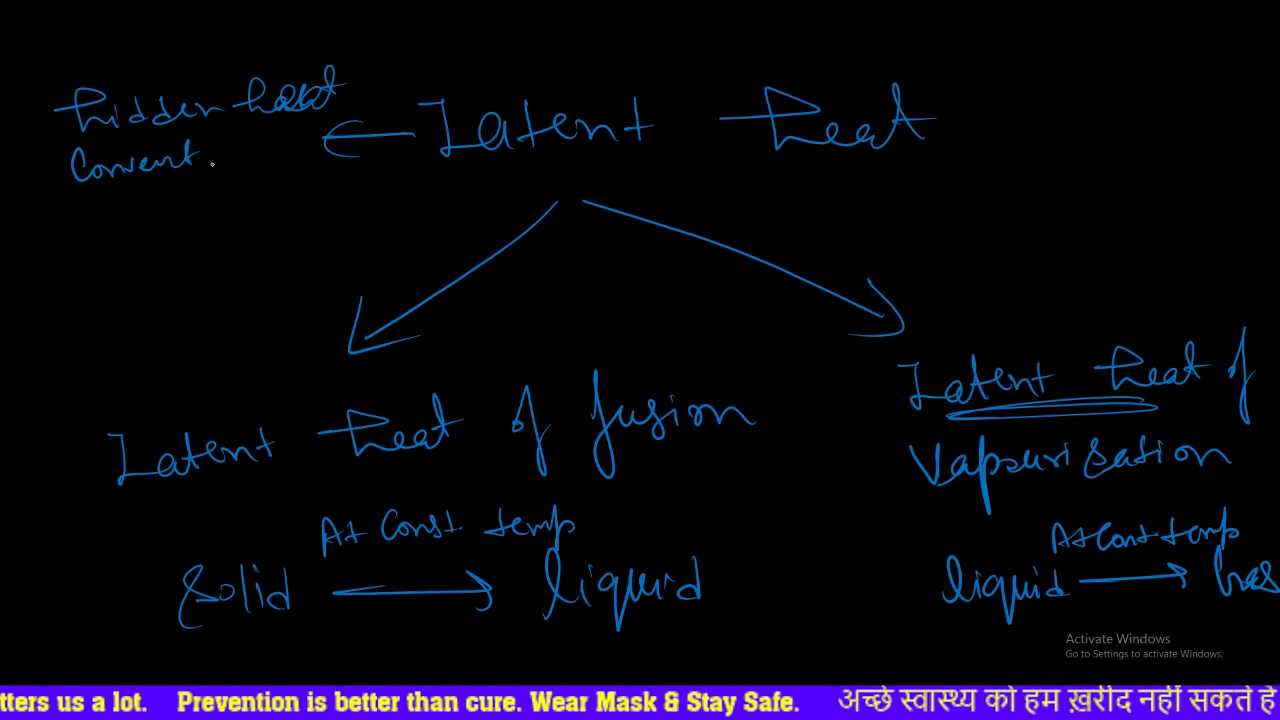 hidden heat
Convert.
Latent heat
Latent heat of fusion
Latent heat of
Vapourisation
At Const. temp
Solid → liquid
At Const. temp
liquid → Gas
Activate Windows
Go to Settings to activate Windows.
tters us a lot. Prevention is better than cure. Wear Mask & Stay Safe. अच्छे स्वास्थ्य को हम ख़रीद नहीं सकते हे